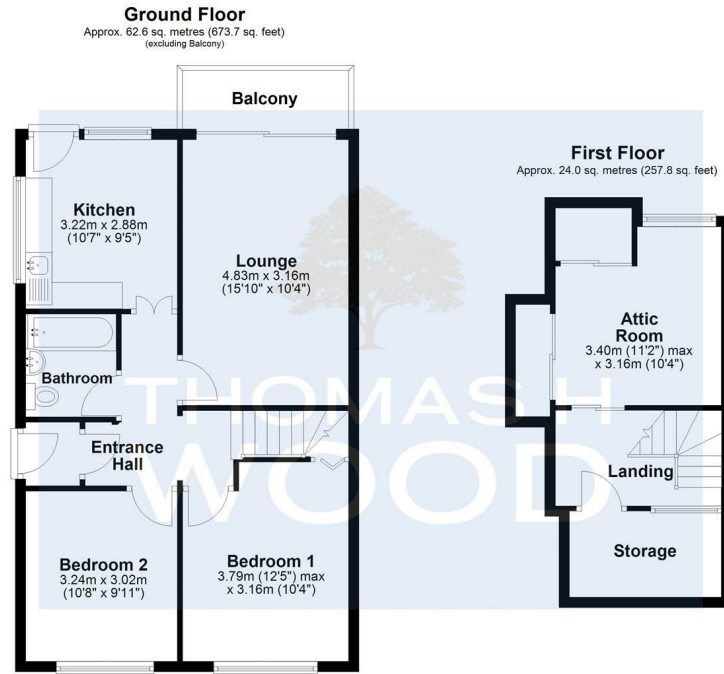 Ground Floor
Approx. 62.6 sq. metres (673.7 sq. feet)
(excluding Balcony)
Balcony
Kitchen
3.22m x 2.88m
(10'7" x 9'5")
Lounge
4.83m x 3.16m
(15'10" x 10'4")
Bathroom
Entrance
Hall
Bedroom 2
3.24m x 3.02m
(10'8" x 9'11")
Bedroom 1
3.79m (12'5") max
x 3.16m (10'4")
First Floor
Approx. 24.0 sq. metres (257.8 sq. feet)
Attic
Room
3.40m (11'2") max
x 3.16m (10'4")
Landing
Storage
THOMAS H
WOOD